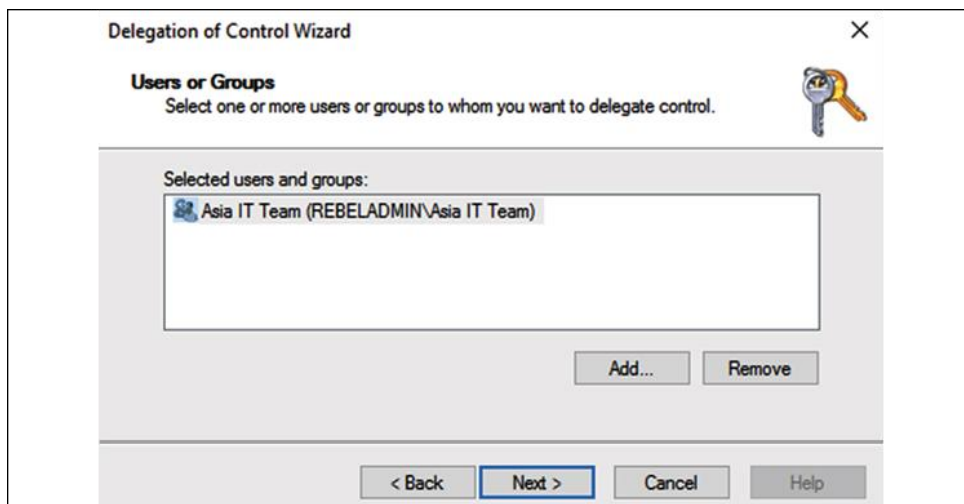 Delegation of Control Wizard
Users or Groups
Select one or more users or groups to whom you want to delegate control.
Selected users and groups:
Asia IT Team (REBELADMIN\Asia IT Team)
Add... Remove
< Back Next > Cancel Help